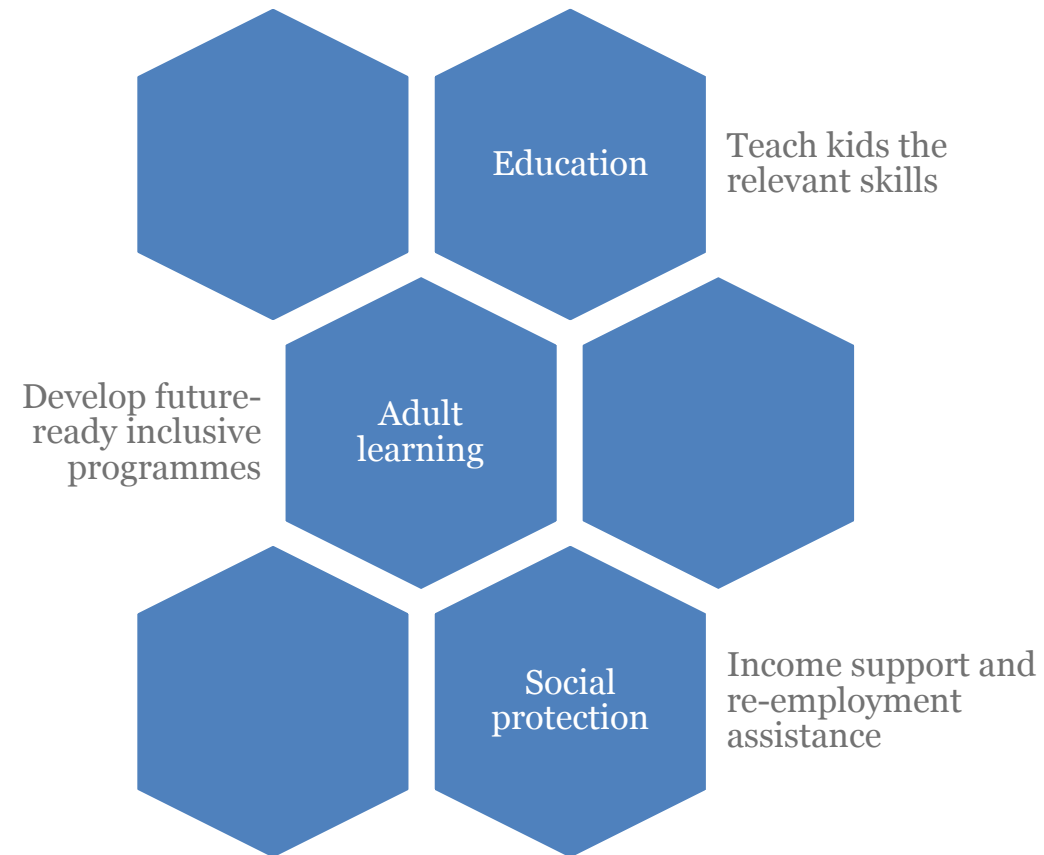 Education
Teach kids the
relevant skills
Develop future-
ready inclusive
programmes
Adult
learning
Social
protection
Income support and
re-employment
assistance